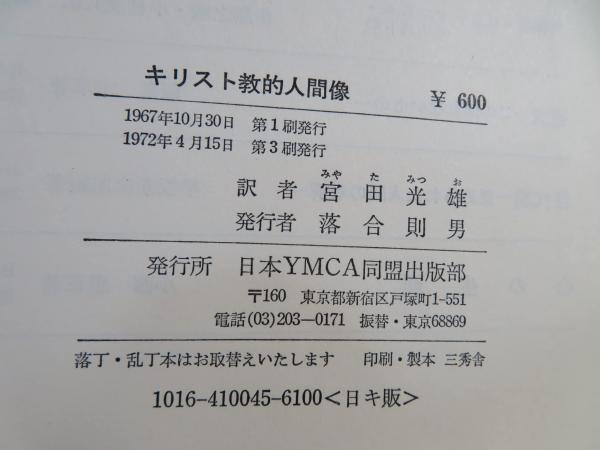 キリスト教的人間像 ¥ 600
1967年10月30日 第1刷発行
1972年4月15日 第3刷発行
みや た みつ お
訳者 宮田光雄
発行者 落合則男
発行所 日本YMCA同盟出版部
〒160 東京都新宿区戸塚町1-551
電話(03)203—0171 振替・東京68869
落丁・乱丁本はお取替えいたします 印刷・製本 三秀舎
1016-410045-6100<日キ販>